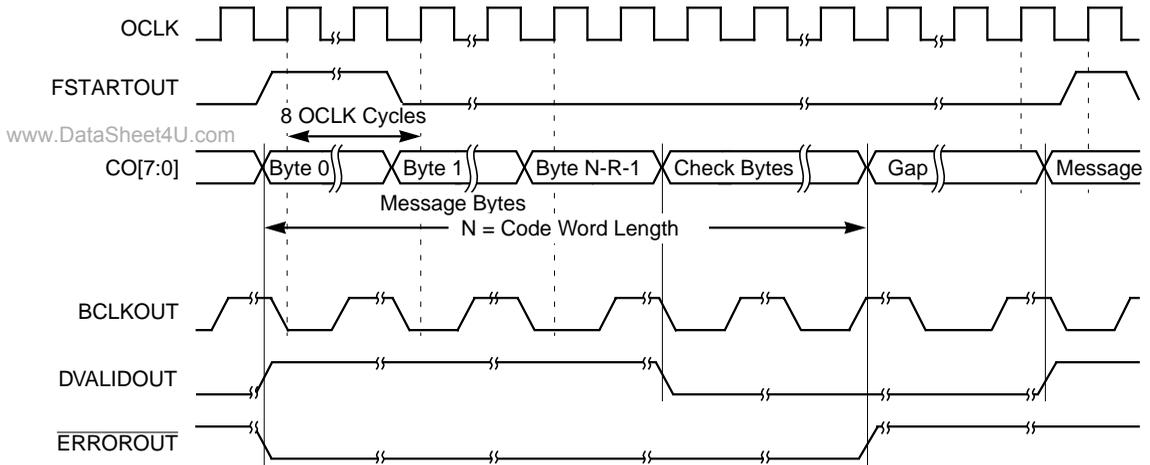 OCLK
FSTARTOUT
8 OCLK Cycles
www.DataSheet4U.com
CO[7:0]
Byte 0
Byte 1
Byte N-R-1
Check Bytes
Gap
Message
Message Bytes
N = Code Word Length
BCLKOUT
DVALIDOUT
ERROROUT